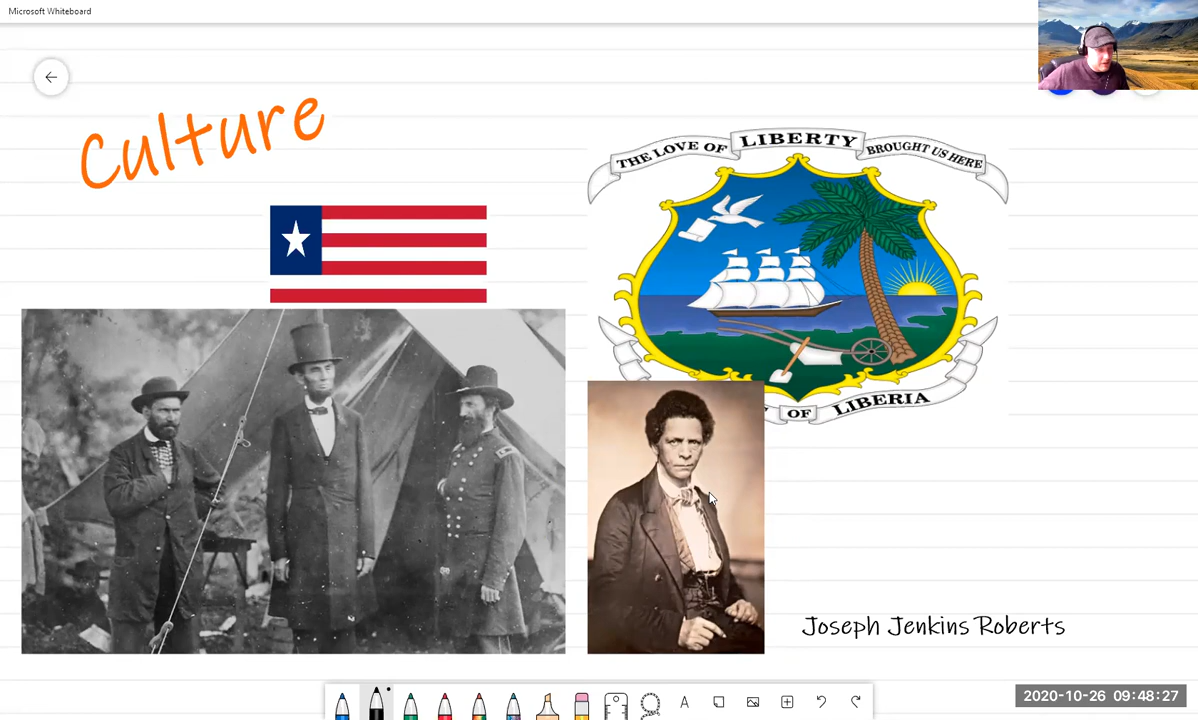 Microsoft Whiteboard
Culture
THE LOVE OF LIBERTY BROUGHT US HERE
OF LIBERIA
Joseph Jenkins Roberts
A
2020-10-26 09:48:27